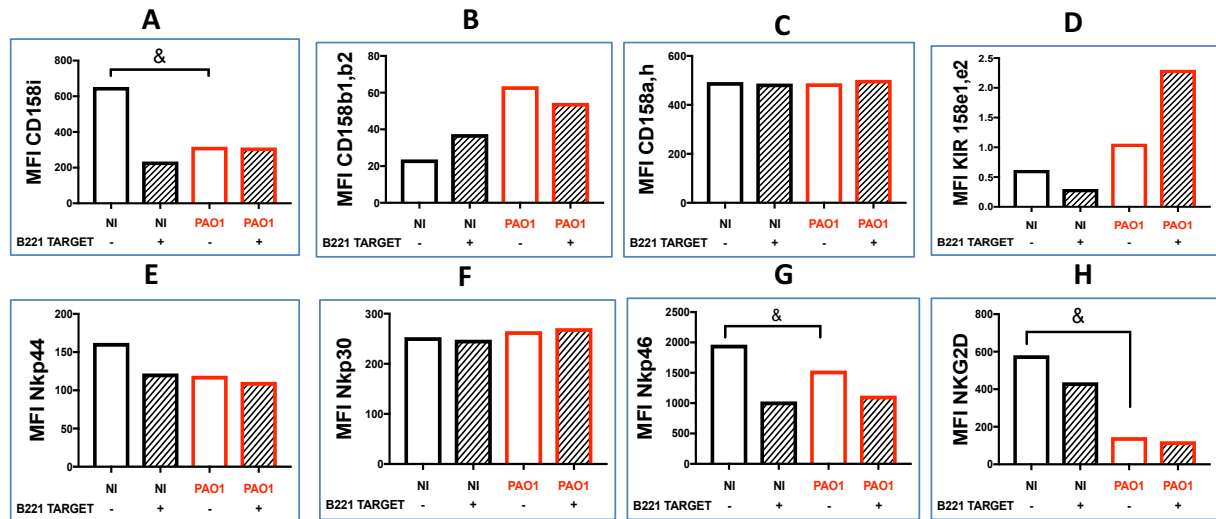 A
&
MFI CD158i
800
600
400
200
0
NI NI PAO1 PAO1
B221 TARGET - + - +
B
MFI CD158b1,b2
80
60
40
20
0
NI NI PAO1 PAO1
B221 TARGET - + - +
C
MFI CD158a,h
600
400
200
0
NI NI PAO1 PAO1
B221 TARGET - + - +
D
MFI KIR 158e1,e2
2.5
2.0
1.5
1.0
0.5
0.0
NI NI PAO1 PAO1
B221 TARGET - + - +
E
MFI Nkp44
200
150
100
50
0
NI NI PAO1 PAO1
B221 TARGET - + - +
F
MFI Nkp30
300
200
100
0
NI NI PAO1 PAO1
B221 TARGET - + - +
G
&
MFI Nkp46
2500
2000
1500
1000
500
0
NI NI PAO1 PAO1
B221 TARGET - + - +
H
&
MFI NKG2D
800
600
400
200
0
NI NI PAO1 PAO1
B221 TARGET - + - +